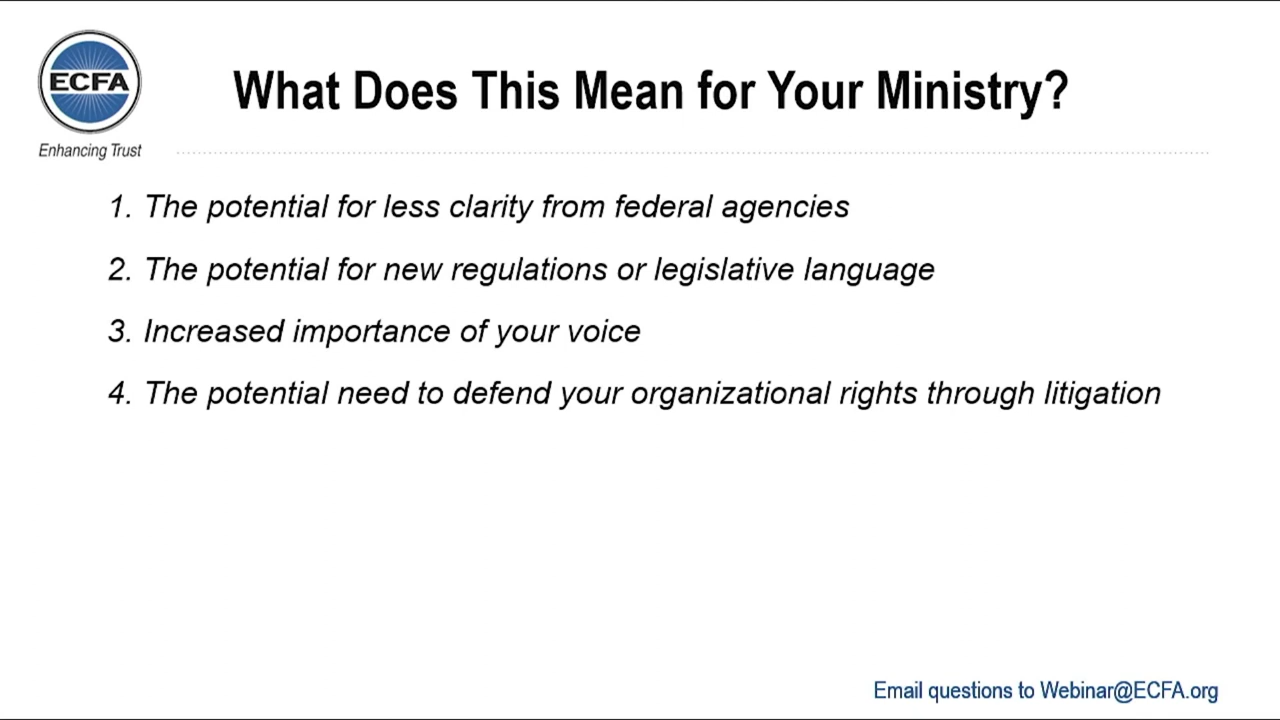 ECFA
Enhancing Trust
What Does This Mean for Your Ministry?
1. The potential for less clarity from federal agencies
2. The potential for new regulations or legislative language
3. Increased importance of your voice
4. The potential need to defend your organizational rights through litigation
Email questions to Webinar@ECFA.org